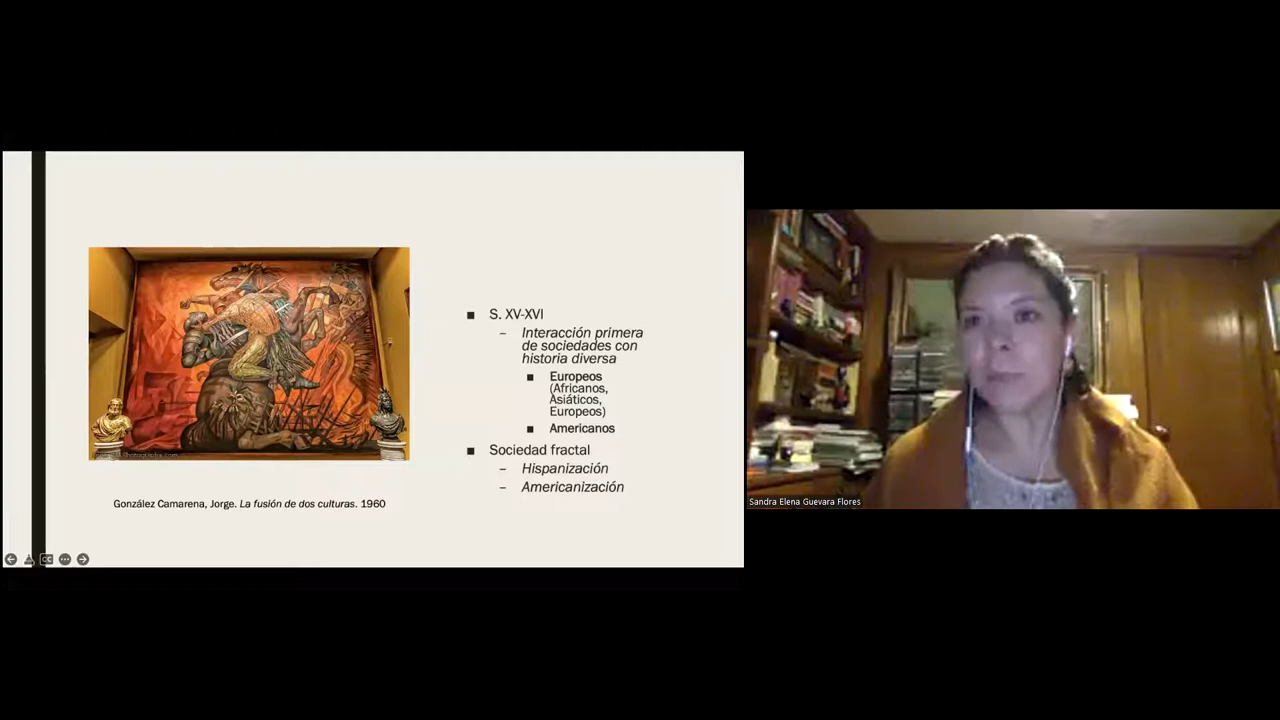 S. XV-XVI
Interacción primera
de sociedades con
historia diversa
Europeos
(Africanos,
Asiáticos,
Europeos)
Americanos
Sociedad fractal
Hispanización
Americanización
González Camarena, Jorge. La fusión de dos culturas. 1960
Sandra Elena Guevara Flores